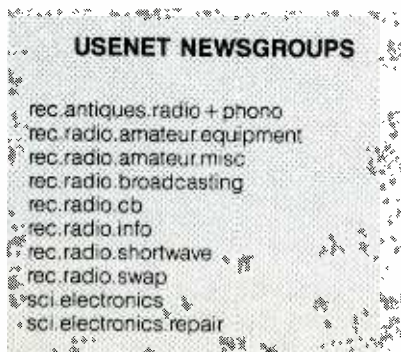 USENET NEWSGROUPS
rec.antiques.radio + phono
rec.radio.amateur.equipment
rec.radio.amateur.misc
rec.radio.broadcasting
rec.radio.cb
rec.radio.info
rec.radio.shortwave
rec.radio.swap
sci.electronics
sci.electronics.repair